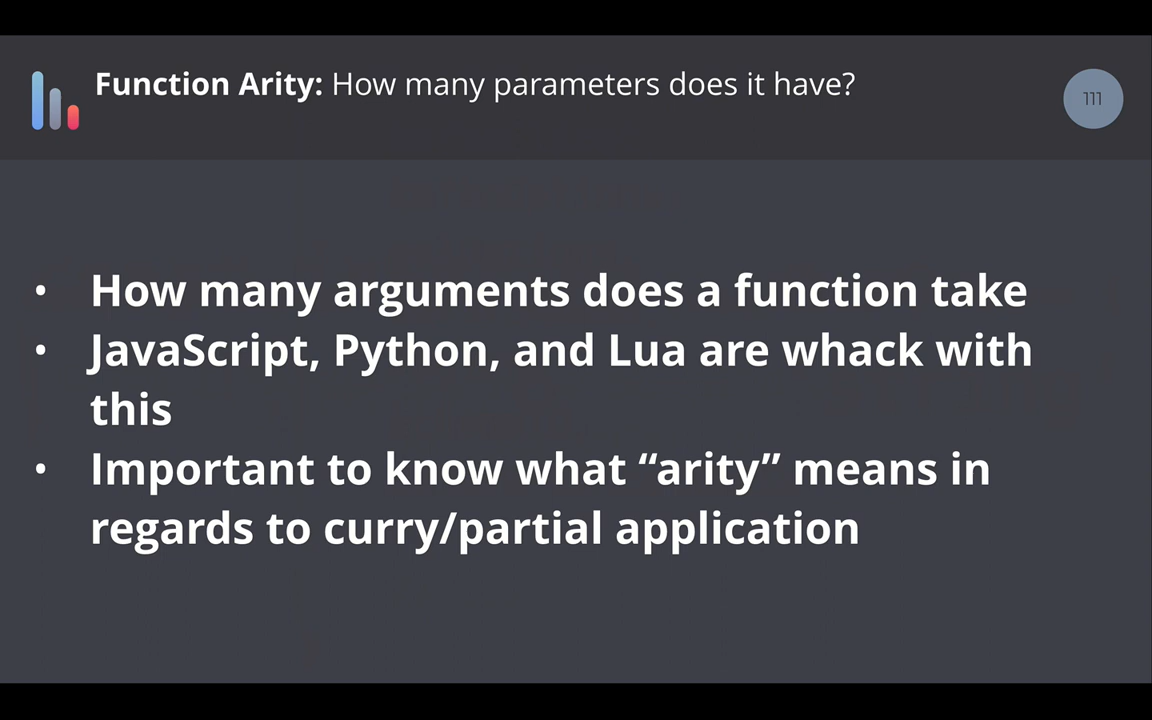 Function Arity: How many parameters does it have?
111
• How many arguments does a function take
• JavaScript, Python, and Lua are whack with
this
• Important to know what “arity” means in
regards to curry/partial application